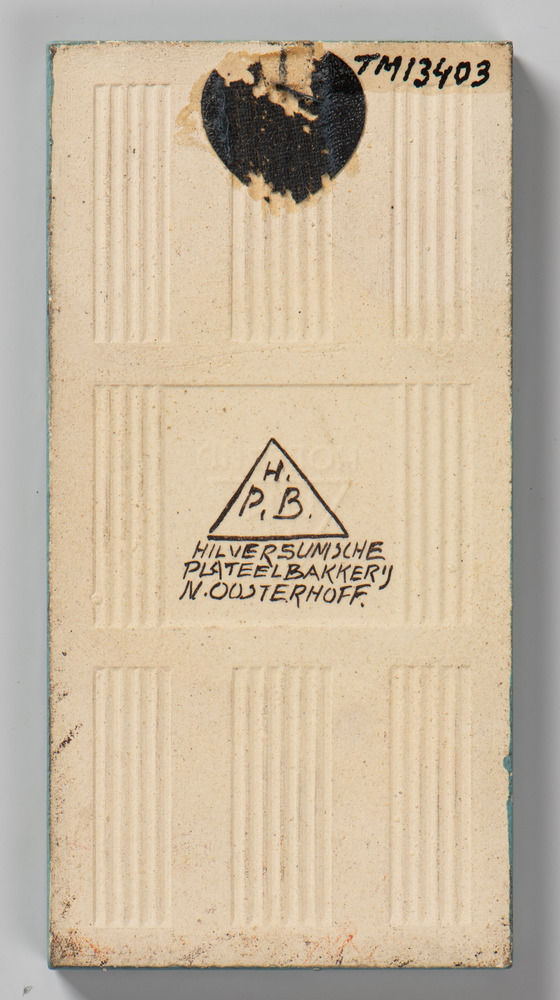 TM13403
H.
P. B.
HILVERSUMSCHE
PLATEELBAKKERIJ
N. OOSTERHOFF.